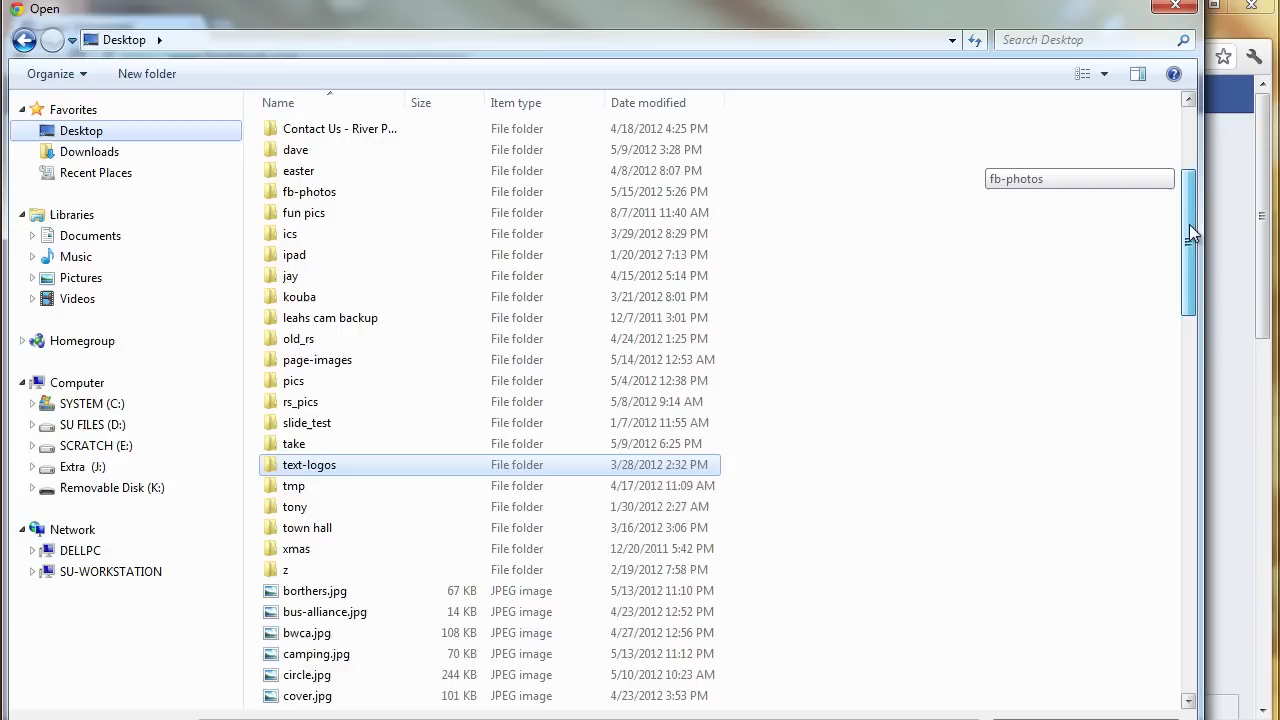 Open
Desktop
Search Desktop
Organize New folder
Name Size Item type Date modified
Favorites
Desktop
Downloads
Recent Places
Libraries
Documents
Music
Pictures
Videos
Homegroup
Computer
SYSTEM (C:)
SU FILES (D:)
SCRATCH (E:)
Extra (J:)
Removable Disk (K:)
Network
DELLPC
SU-WORKSTATION
Contact Us - River P... File folder 4/18/2012 4:25 PM
dave File folder 5/9/2012 3:28 PM
easter File folder 4/8/2012 8:07 PM
fb-photos File folder 5/15/2012 5:26 PM
fun pics File folder 8/7/2011 11:40 AM
ics File folder 3/29/2012 8:29 PM
ipad File folder 1/20/2012 7:13 PM
jay File folder 4/15/2012 5:14 PM
kouba File folder 3/21/2012 8:01 PM
leahs cam backup File folder 12/7/2011 3:01 PM
old_rs File folder 4/24/2012 1:25 PM
page-images File folder 5/14/2012 12:53 AM
pics File folder 5/4/2012 12:38 PM
rs_pics File folder 5/8/2012 9:14 AM
slide_test File folder 1/7/2012 11:55 AM
take File folder 5/9/2012 6:25 PM
text-logos File folder 3/28/2012 2:32 PM
tmp File folder 4/17/2012 11:09 AM
tony File folder 1/30/2012 2:27 AM
town hall File folder 3/16/2012 3:06 PM
xmas File folder 12/20/2011 5:42 PM
z File folder 2/19/2012 7:58 PM
borthers.jpg 67 KB JPEG image 5/13/2012 11:10 PM
bus-alliance.jpg 14 KB JPEG image 4/23/2012 12:52 PM
bwca.jpg 108 KB JPEG image 4/27/2012 12:59 PM
camping.jpg 70 KB JPEG image 5/13/2012 11:12 PM
circle.jpg 244 KB JPEG image 5/10/2012 10:23 AM
cover.jpg 101 KB JPEG image 4/23/2012 3:53 PM
fb-photos